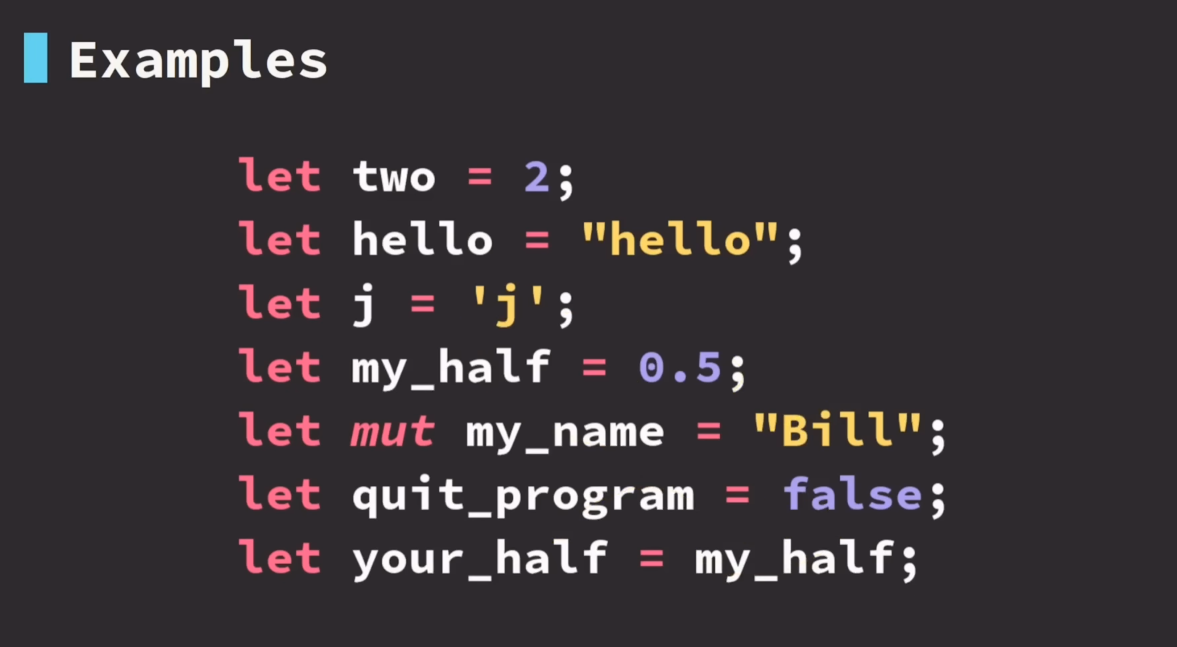 Examples
let two = 2;
let hello = "hello";
let j = 'j';
let my_half = 0.5;
let mut my_name = "Bill";
let quit_program = false;
let your_half = my_half;